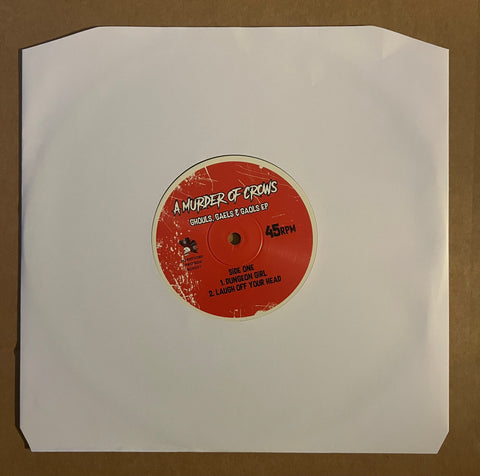 A MURDER OF CROWS
GHOULS, GAELS & GAOLS EP
45RPM
SIDE ONE
1. DUNGEON GIRL
2. LAUGH OFF YOUR HEAD